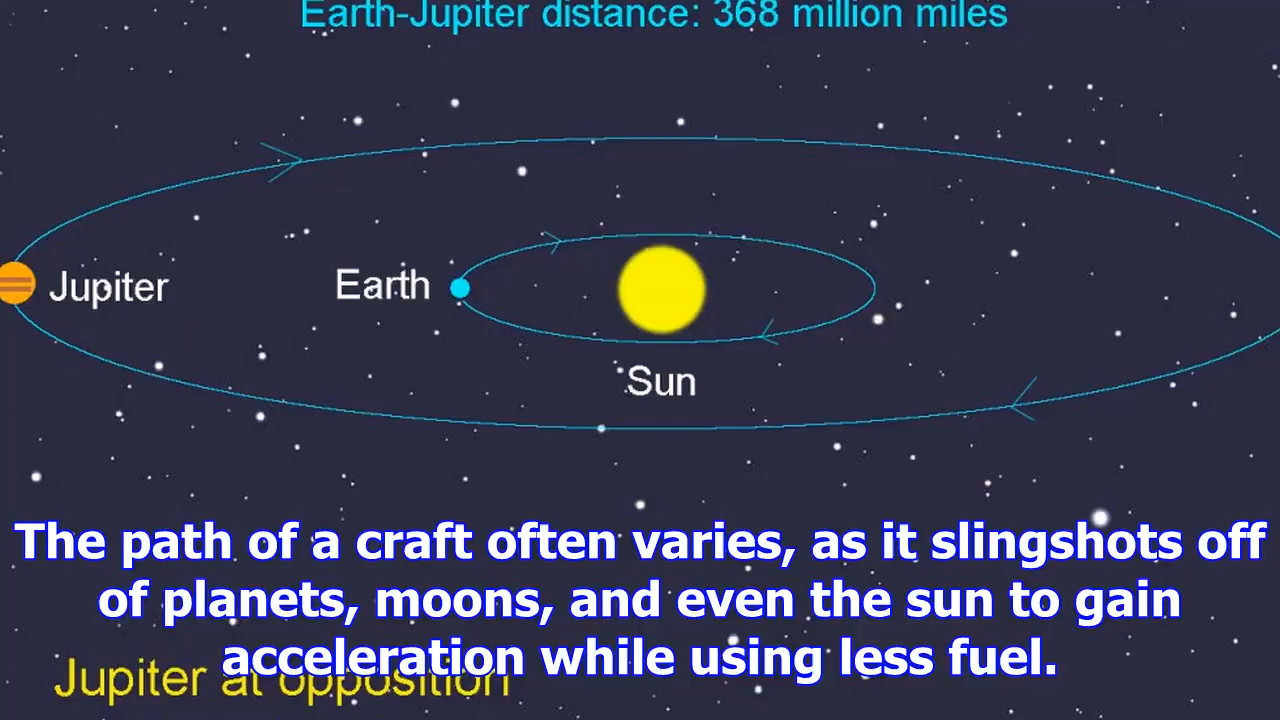 Earth-Jupiter distance: 368 million miles
Jupiter
Earth
Sun
The path of a craft often varies, as it slingshots off
of planets, moons, and even the sun to gain
acceleration while using less fuel.
Jupiter at opposition